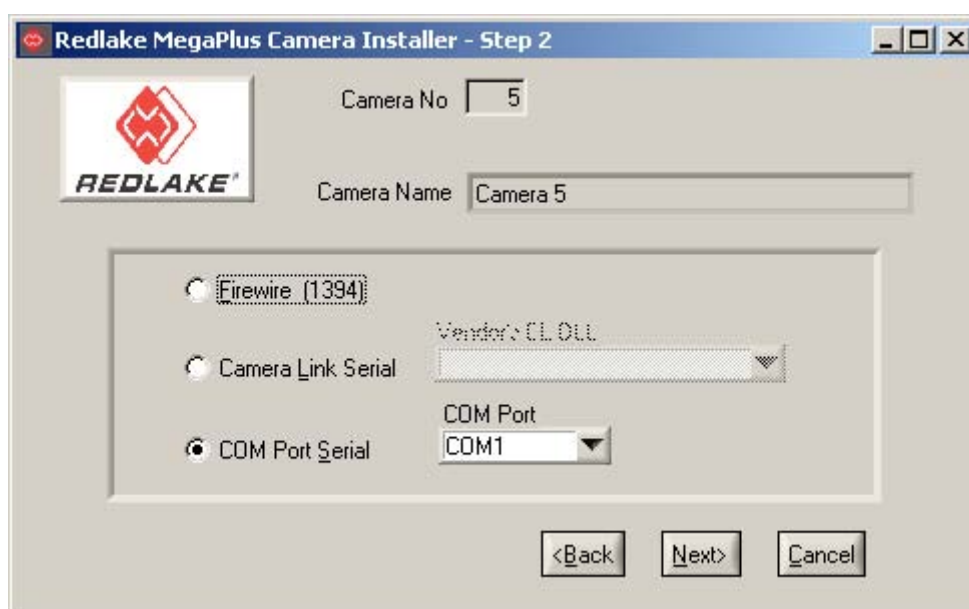 Redlake MegaPlus Camera Installer - Step 2
REDLAKE
Camera No 5
Camera Name Camera 5
Firewire (1394)
Vendor's CL DLL
Camera Link Serial
COM Port
COM Port Serial COM1
<Back Next> Cancel